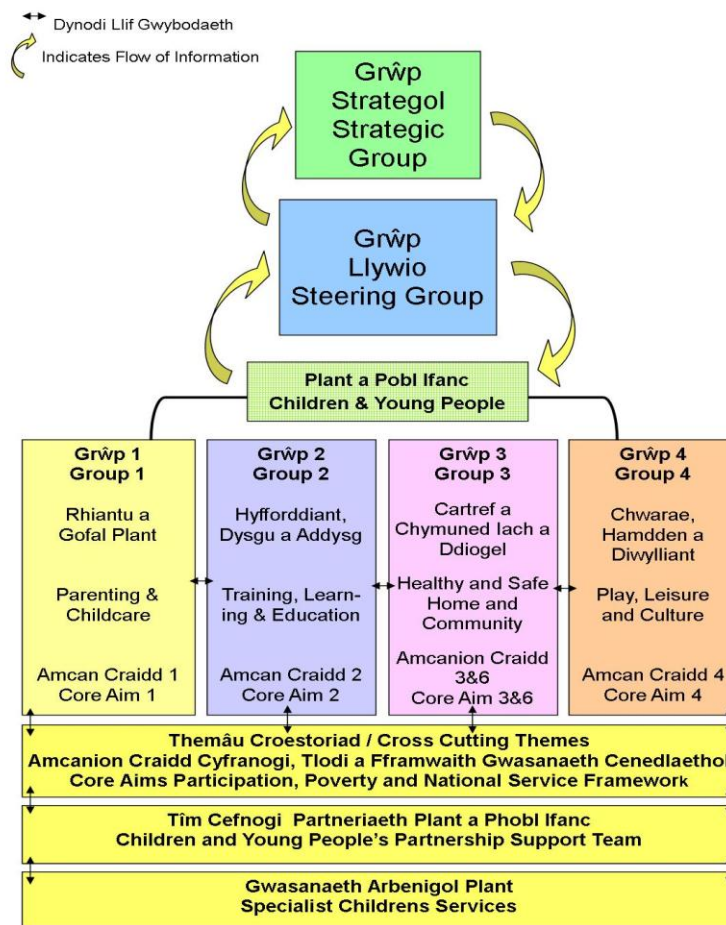 Dynodi Llif Gwybodaeth
Indicates Flow of Information
Grŵp
Strategol
Strategic
Group
Grŵp
Llywio
Steering Group
Plant a Pobl Ifanc
Children & Young People
Grŵp 1
Group 1
Rhiantu a
Gofal Plant
Parenting &
Childcare
Amcan Craidd 1
Core Aim 1
Grŵp 2
Group 2
Hyfforddiant,
Dysgu a Addysg
Training, Learn-
ing & Education
Amcan Craidd 2
Core Aim 2
Grŵp 3
Group 3
Cartref a
Chymuned Iach a
Ddiogel
Healthy and Safe
Home and
Community
Amcanion Craidd
3&6
Core Aim 3&6
Grŵp 4
Group 4
Chwarae,
Hamdden a
Diwylliant
Play, Leisure
and Culture
Amcan Craidd 4
Core Aim 4
Themâu Croestoriad / Cross Cutting Themes
Amcanion Craidd Cyfranogi, Tlodi a Fframwaith Gwasanaeth Cenedlaethol
Core Aims Participation, Poverty and National Service Framework
Tîm Cefnogi Partneriaeth Plant a Phobl Ifanc
Children and Young People's Partnership Support Team
Gwasanaeth Arbenigol Plant
Specialist Childrens Services